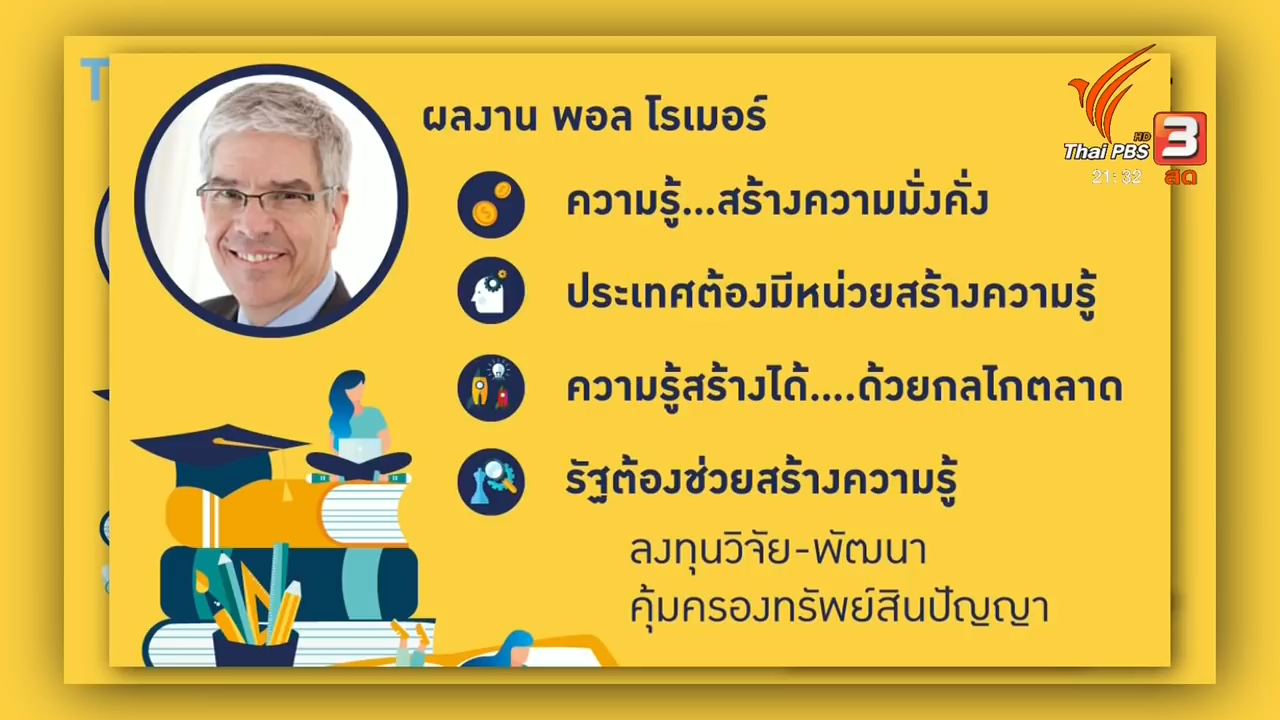 T
ผลงาน พอล โรเมอร์
HD
Thai PBS 3
21:32 สด
ความรู้...สร้างความมั่งคั่ง
ประเทศต้องมีหน่วยสร้างความรู้
ความรู้สร้างได้....ด้วยกลไกตลาด
รัฐต้องช่วยสร้างความรู้
ลงทุนวิจัย-พัฒนา
คุ้มครองทรัพย์สินปัญญา